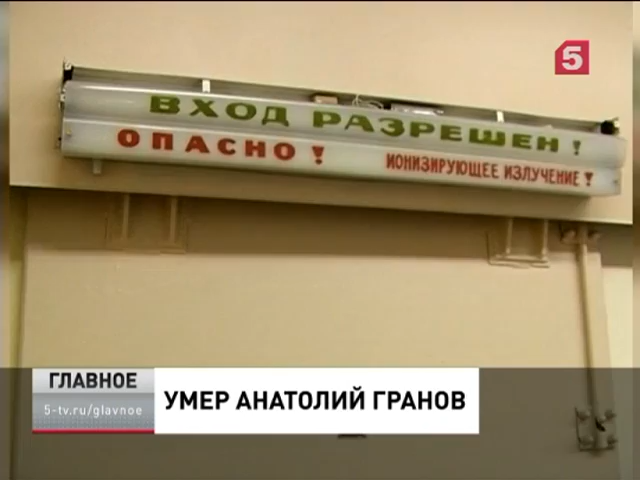 5
ВХОД РАЗРЕШЕН!
ОПАСНО! ИОНИЗИРУЮЩЕЕ ИЗЛУЧЕНИЕ!
ГЛАВНОЕ
5-tv.ru/glavnoe
УМЕР АНАТОЛИЙ ГРАНОВ